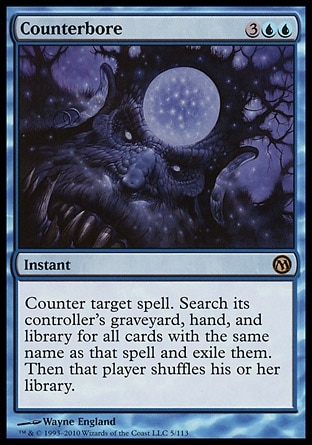 Counterbore 3
Instant
Counter target spell. Search its
controller's graveyard, hand, and
library for all cards with the same
name as that spell and exile them.
Then that player shuffles his or her
library.
Wayne England
™ & © 1993-2010 Wizards of the Coast LLC 5/113